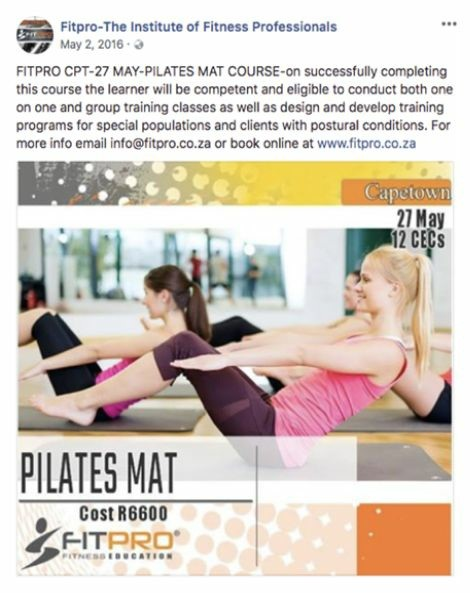 Fitpro-The Institute of Fitness Professionals
May 2, 2016 ·
FITPRO CPT-27 MAY-PILATES MAT COURSE-on successfully completing
this course the learner will be competent and eligible to conduct both one
on one and group training classes as well as design and develop training
programs for special populations and clients with postural conditions. For
more info email info@fitpro.co.za or book online at www.fitpro.co.za
Capetown
27 May
12 CECs
PILATES MAT
Cost R6600
FITPRO®
FITNESS EDUCATION